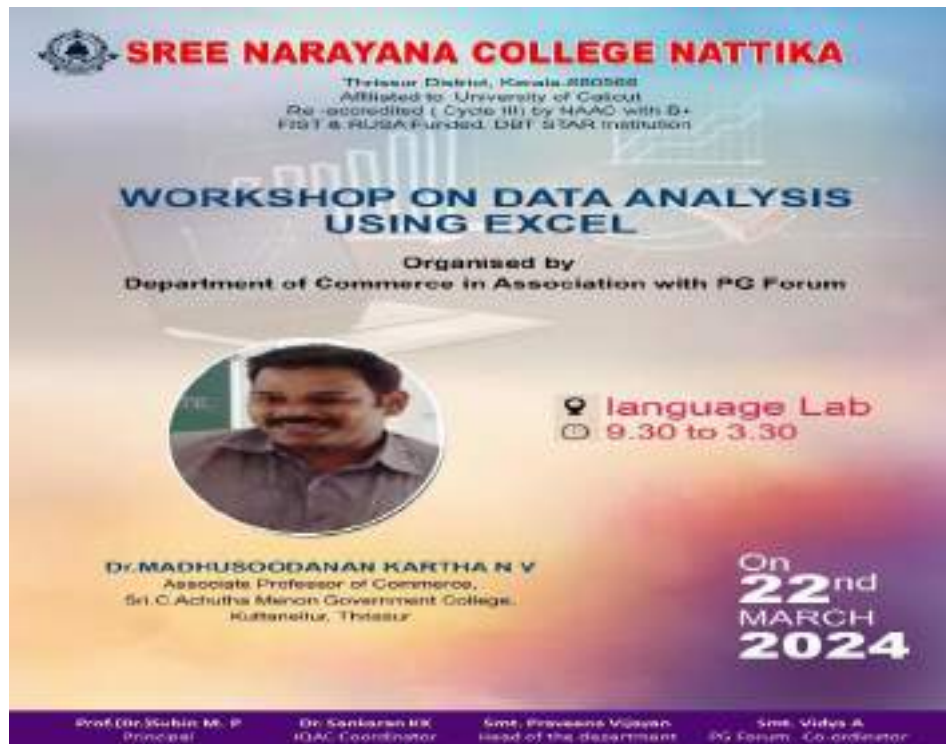 SREE NARAYANA COLLEGE NATTIKA
Thrissur District, Kerala-680566
Affiliated to University of Calicut
Re-accredited ( Cycle III) by NAAC with B+
FIST & RUSA Funded, DBT STAR Institution
WORKSHOP ON DATA ANALYSIS
USING EXCEL
Organised by
Department of Commerce in Association with PG Forum
language Lab
9.30 to 3.30
Dr.MADHUSOODANAN KARTHA N V
Associate Professor of Commerce,
Sri.C.Achutha Menon Government College,
Kuttanellur, Thrissur
On
22nd
MARCH
2024
Prof.(Dr.)Subin M. P
Principal
Dr. Sankaran KK
IQAC Coordinator
Smt. Praveena Vijayan
Head of the department
Smt. Vidya A
PG Forum Co-ordinator